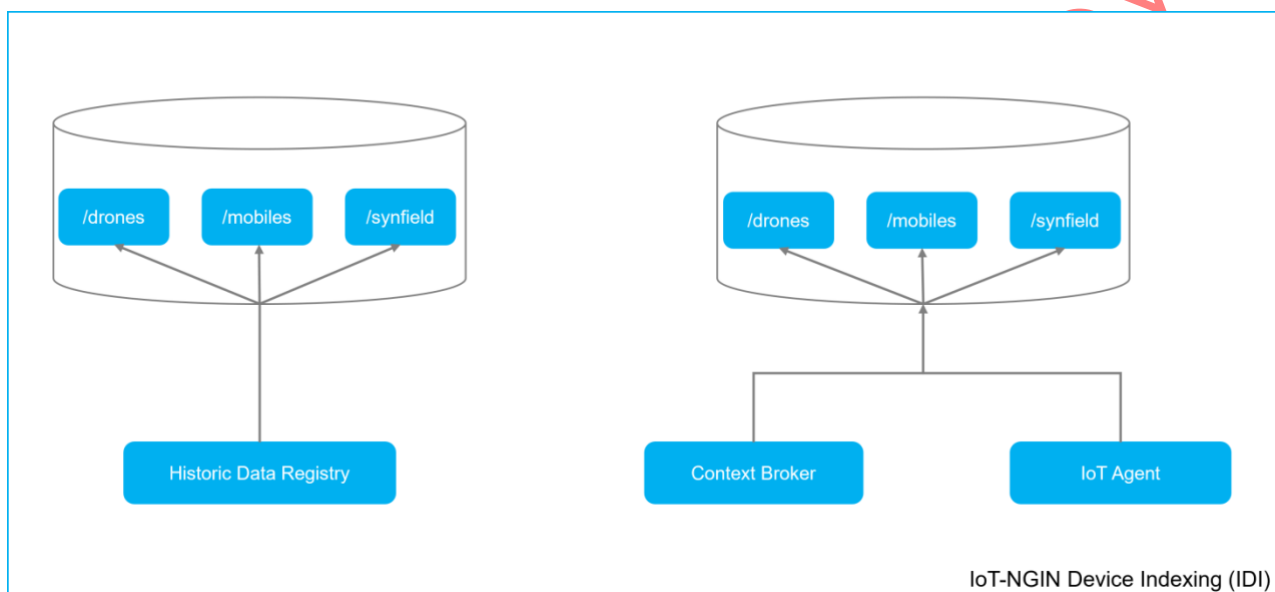 /drones
/mobiles
/synfield
/drones
/mobiles
/synfield
Historic Data Registry
Context Broker
IoT Agent
IoT-NGIN Device Indexing (IDI)